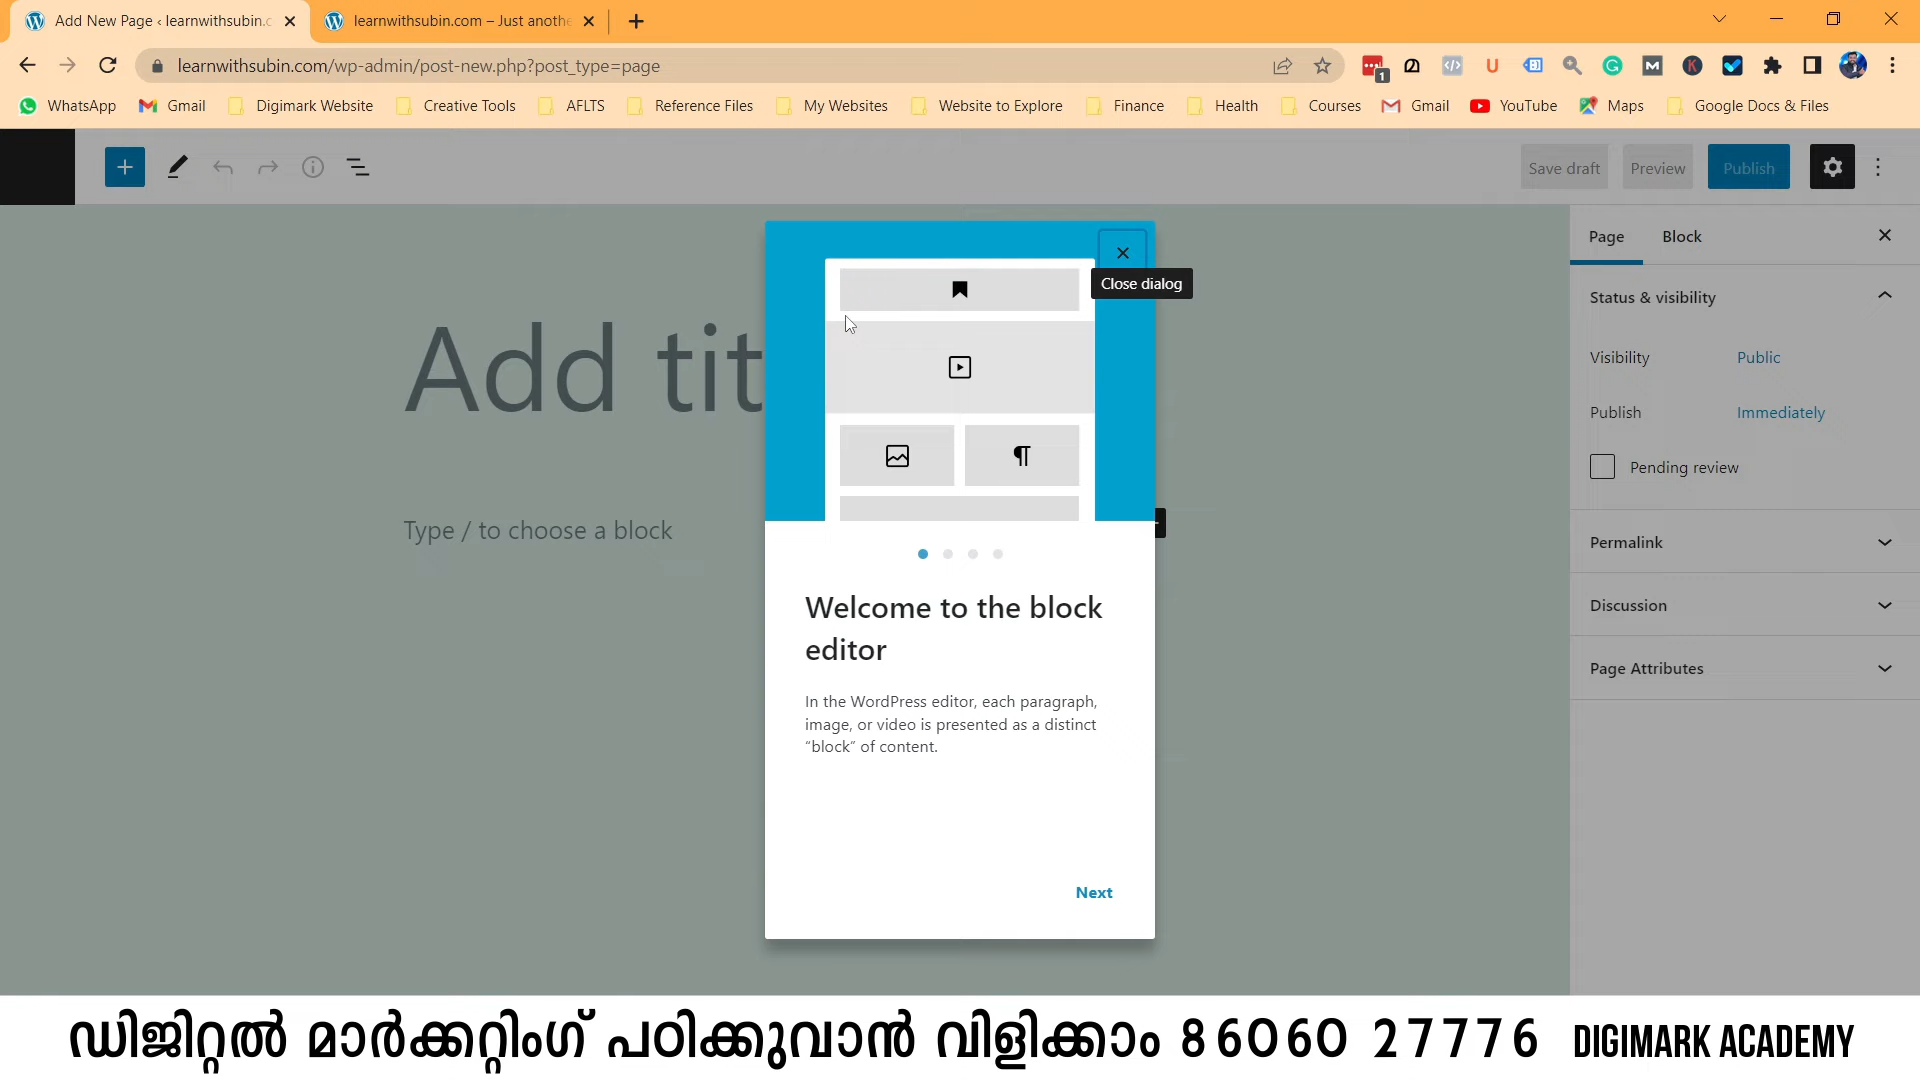 Add New Page ‹ learnwithsubin.c
learnwithsubin.com – Just anothe
learnwithsubin.com/wp-admin/post-new.php?post_type=page
1
WhatsApp
Gmail
Digimark Website
Creative Tools
AFLTS
Reference Files
My Websites
Website to Explore
Finance
Health
Courses
Gmail
YouTube
Maps
Google Docs & Files
Save draft
Preview
Publish
Page
Block
Close dialog
Status & visibility
Add tit
Visibility
Public
Publish
Immediately
Pending review
Type / to choose a block
Permalink
Discussion
Page Attributes
Welcome to the block
editor
In the WordPress editor, each paragraph,
image, or video is presented as a distinct
“block” of content.
Next
ഡിജിറ്റൽ മാർക്കറ്റിംഗ് പഠിക്കുവാൻ വിളിക്കാം 86060 27776 DIGIMARK ACADEMY